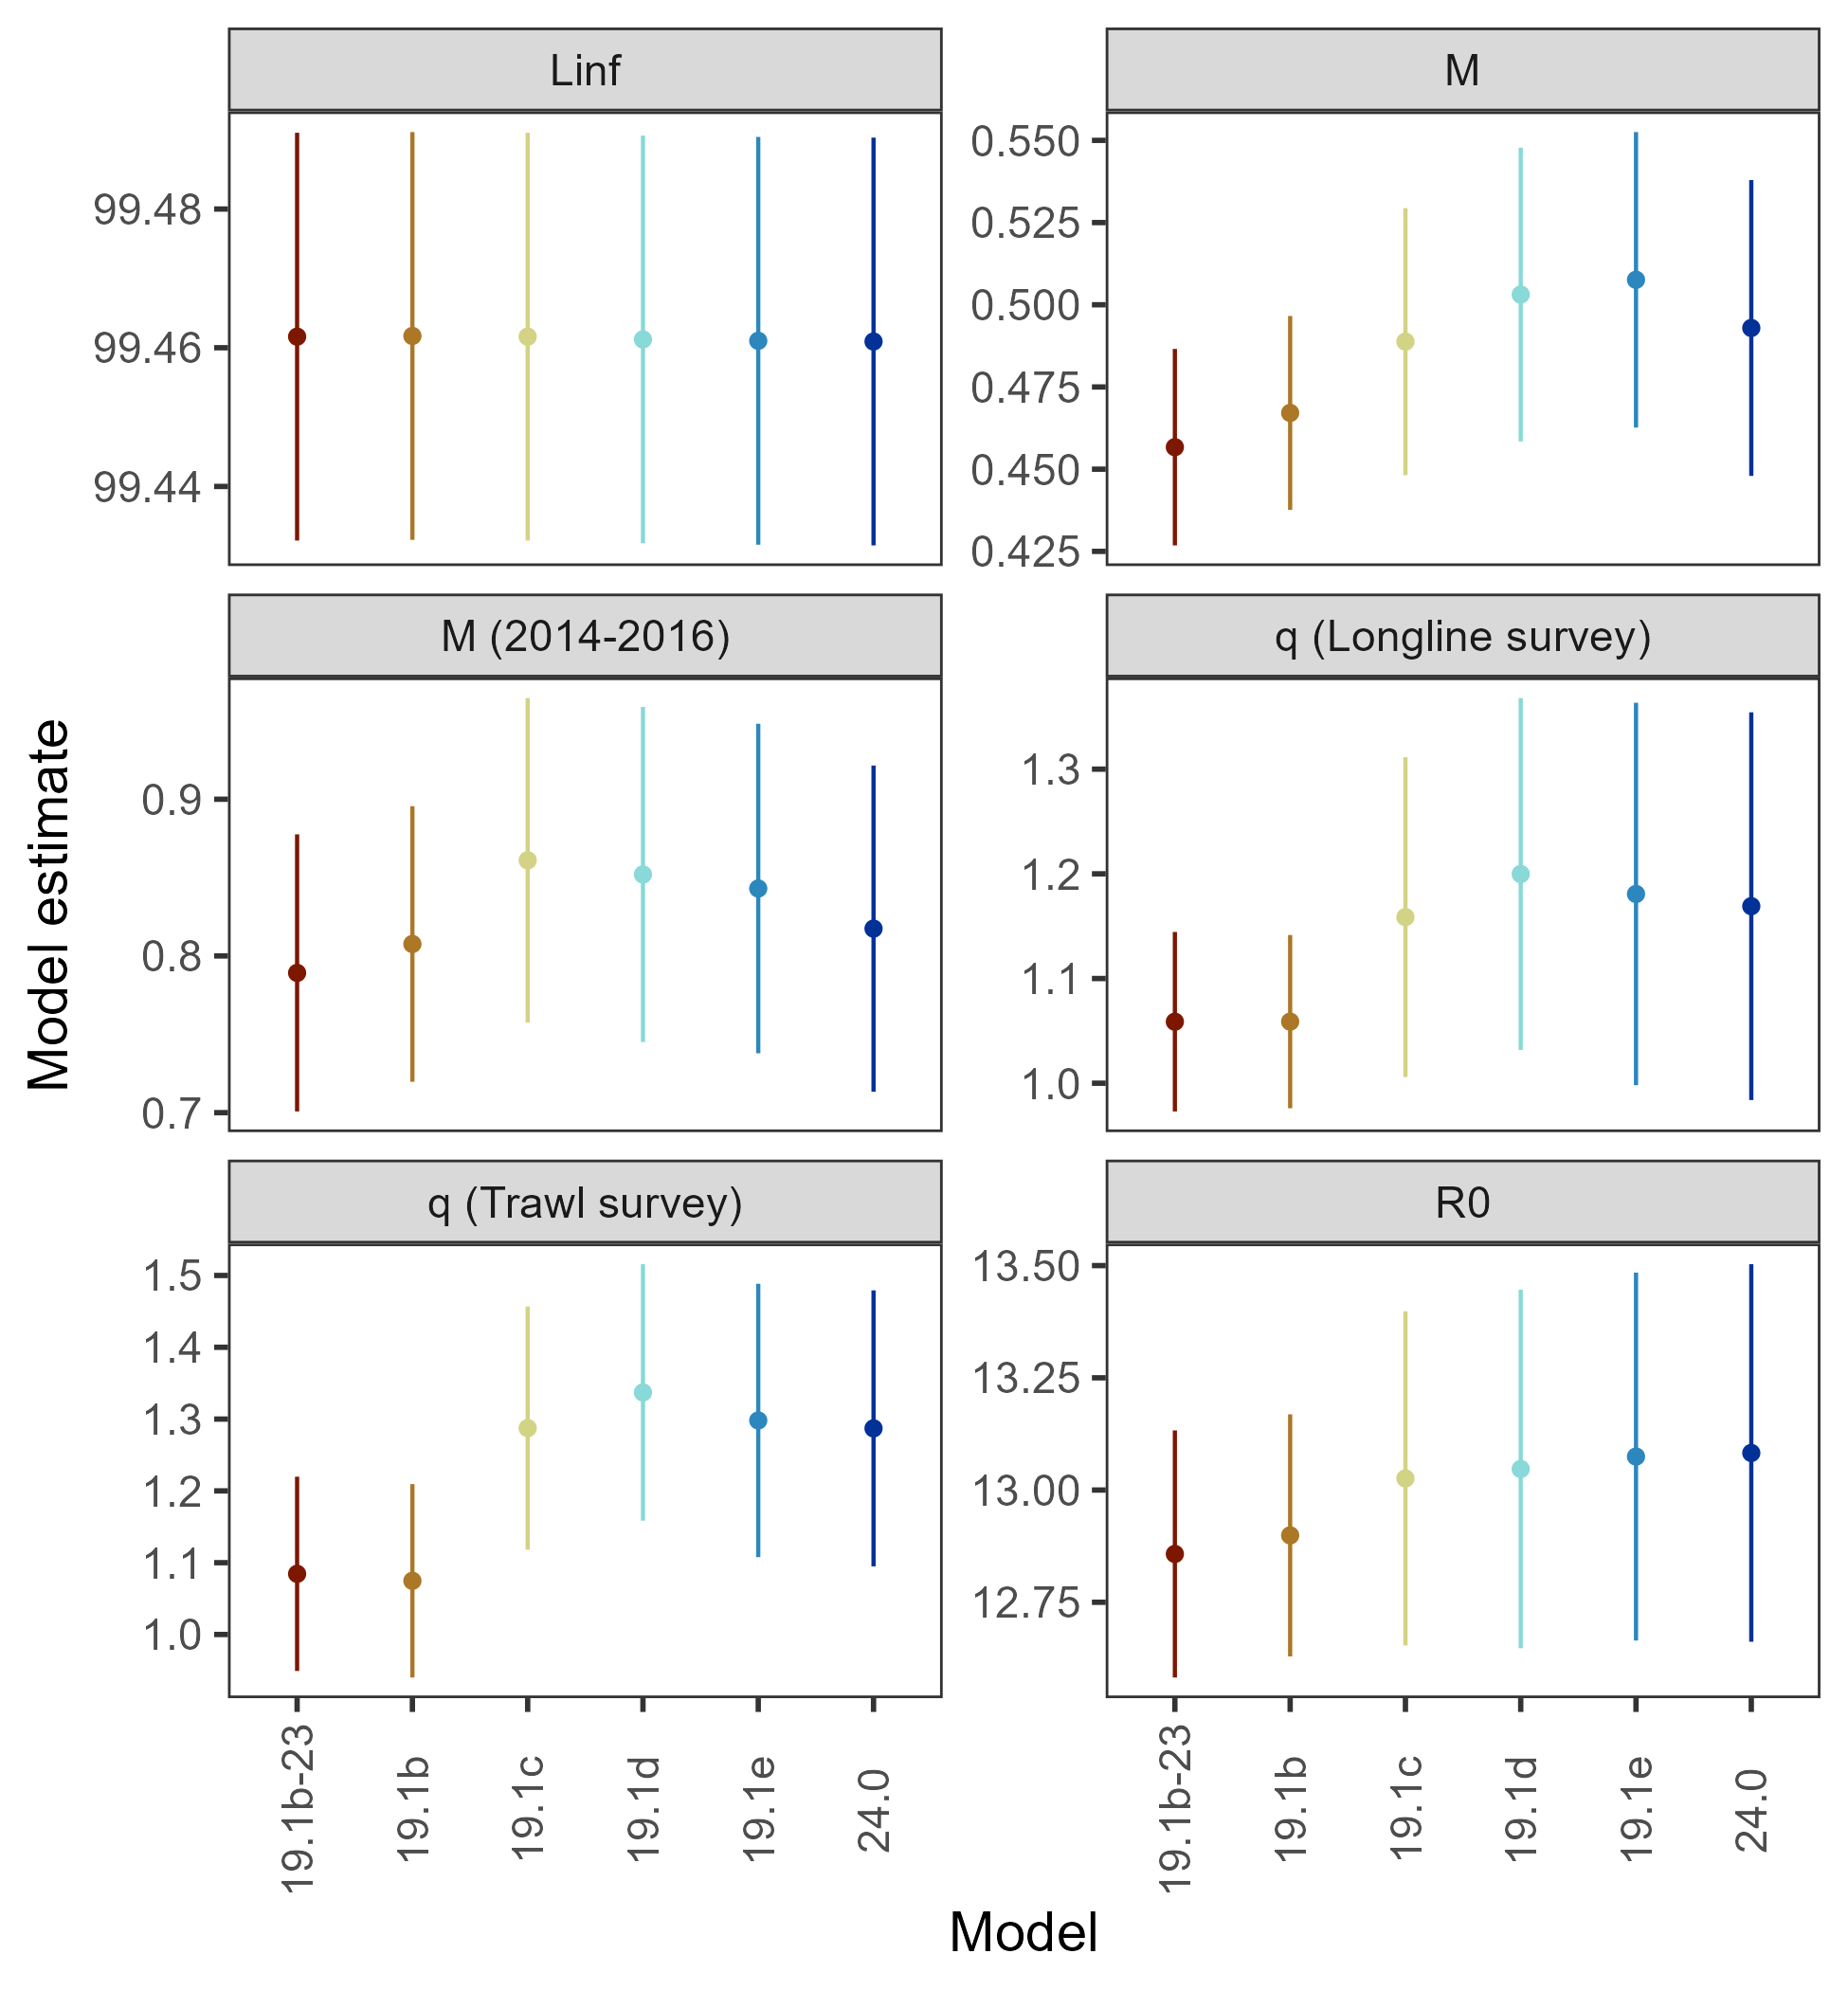 Linf
M
99.48
99.46
99.44
0.550
0.525
0.500
0.475
0.450
0.425
M (2014-2016)
q (Longline survey)
0.9
0.8
0.7
1.3
1.2
1.1
1.0
q (Trawl survey)
R0
1.5
1.4
1.3
1.2
1.1
1.0
13.50
13.25
13.00
12.75
19.1b-23
19.1b
19.1c
19.1d
19.1e
24.0
19.1b-23
19.1b
19.1c
19.1d
19.1e
24.0
Model estimate
Model